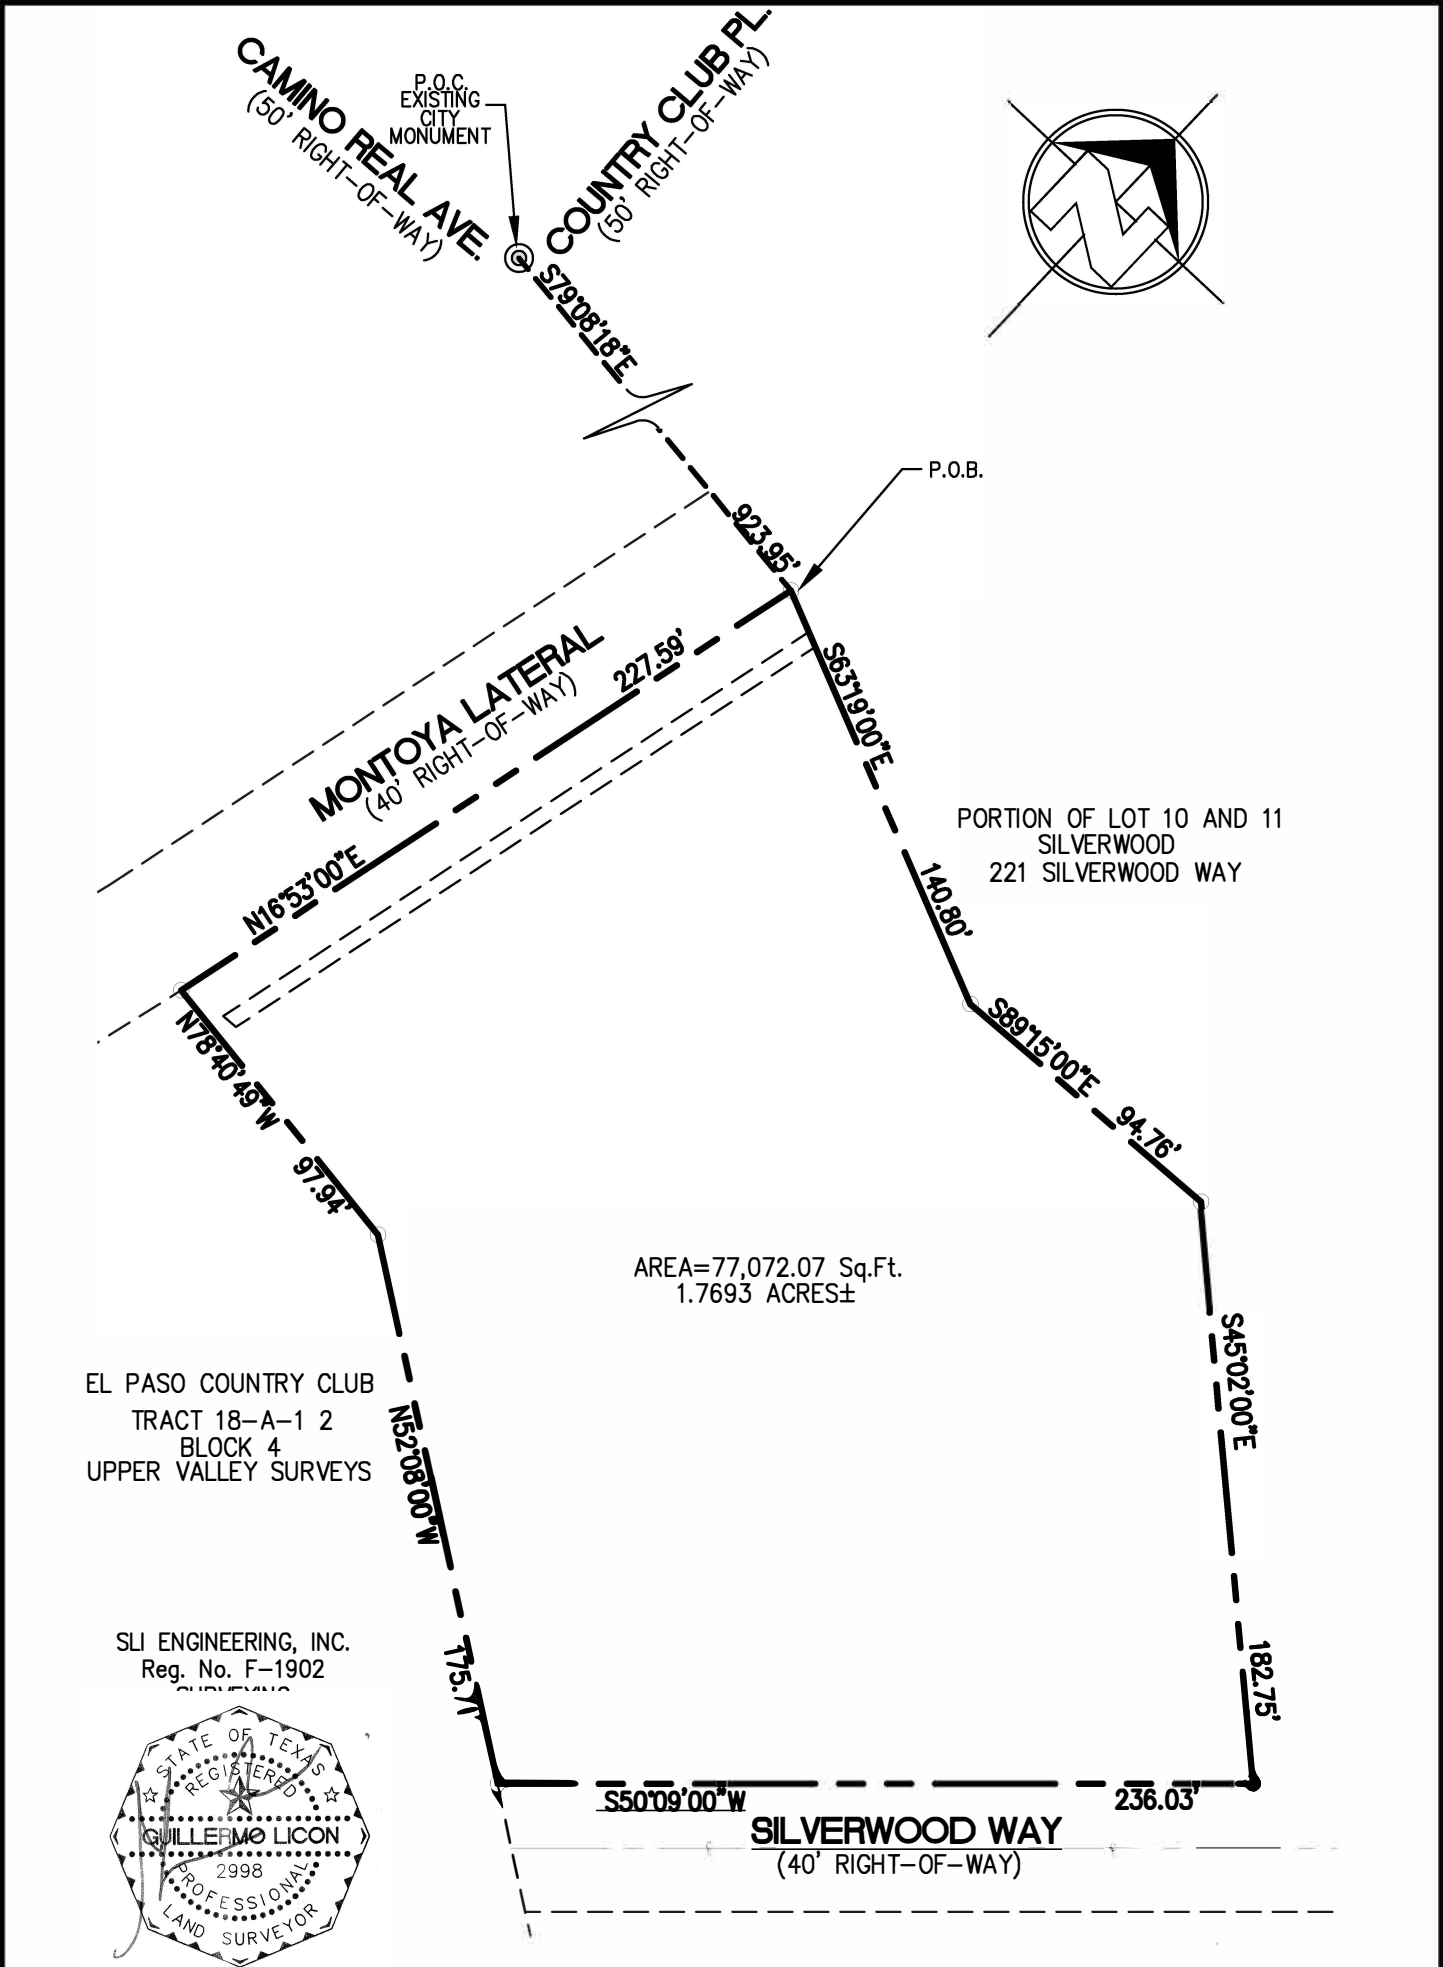 CAMINO REAL AVE.
(50' RIGHT-OF-WAY)
P.O.C.
EXISTING
CITY
MONUMENT
COUNTRY CLUB PL.
(50' RIGHT-OF-WAY)
N
S79°08'18"E
923.95'
P.O.B.
MONTOYA LATERAL
(40' RIGHT-OF-WAY)
227.59'
N16°53'00"E
S63°19'00"E
140.80'
PORTION OF LOT 10 AND 11
SILVERWOOD
221 SILVERWOOD WAY
S89°15'00"E
94.76'
N78°40'49"W
97.94'
AREA=77,072.07 Sq.Ft.
1.7693 ACRES±
S45°02'00"E
182.75'
EL PASO COUNTRY CLUB
TRACT 18-A-1 2
BLOCK 4
UPPER VALLEY SURVEYS
N52°08'00"W
175.71'
SLI ENGINEERING, INC.
Reg. No. F-1902
STATE OF TEXAS
REGISTERED
GUILLERMO LICON
2998
PROFESSIONAL
LAND SURVEYOR
S50°09'00"W
236.03'
SILVERWOOD WAY
(40' RIGHT-OF-WAY)